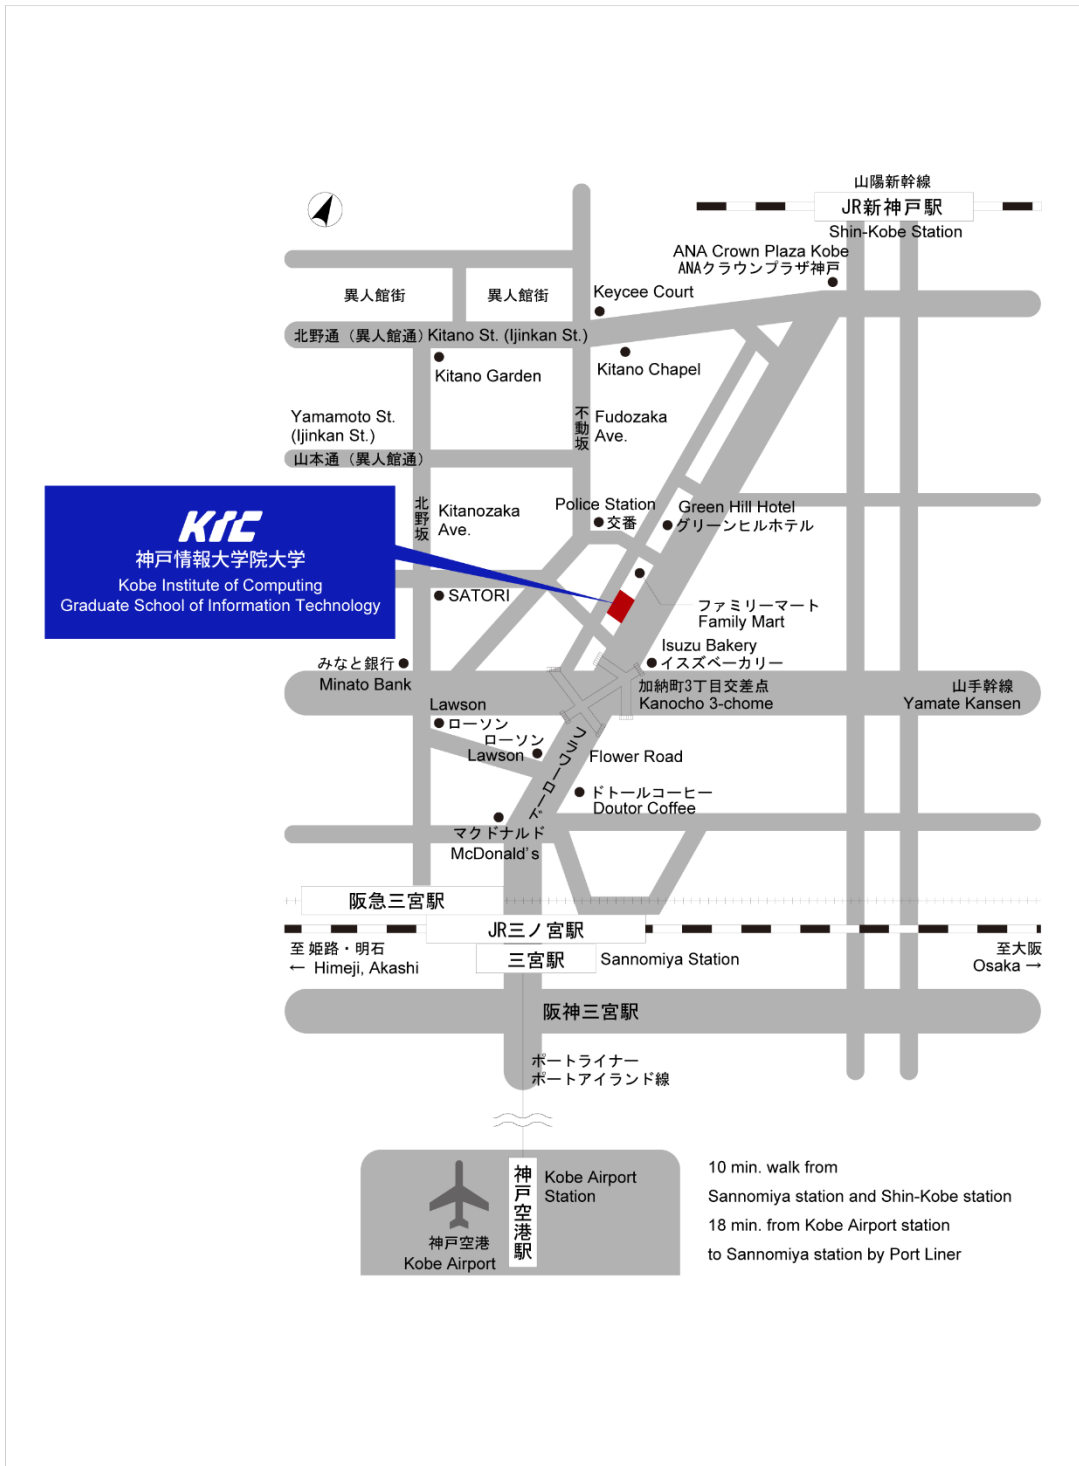 山陽新幹線
JR新神戸駅
Shin-Kobe Station
ANA Crown Plaza Kobe
ANAクラウンプラザ神戸
異人館街
異人館街
Keycee Court
北野通（異人館通）Kitano St. (Ijinkan St.)
Kitano Garden
Kitano Chapel
Yamamoto St.
(Ijinkan St.)
山本通（異人館通）
不動坂
Fudozaka
Ave.
北野坂
Kitanozaka
Ave.
Police Station
交番
Green Hill Hotel
グリーンヒルホテル
KIC
神戸情報大学院大学
Kobe Institute of Computing
Graduate School of Information Technology
SATORI
ファミリーマート
Family Mart
Isuzu Bakery
イスズベーカリー
みなと銀行
Minato Bank
加納町3丁目交差点
Kanocho 3-chome
山手幹線
Yamate Kansen
Lawson
ローソン
ローソン
Lawson
フラワーロード
Flower Road
ドトールコーヒー
Doutor Coffee
マクドナルド
McDonald's
阪急三宮駅
JR三ノ宮駅
三宮駅
Sannomiya Station
至 姫路・明石
← Himeji, Akashi
至大阪
Osaka →
阪神三宮駅
ポートライナー
ポートアイランド線
神戸空港駅
Kobe Airport
Station
神戸空港
Kobe Airport
10 min. walk from
Sannomiya station and Shin-Kobe station
18 min. from Kobe Airport station
to Sannomiya station by Port Liner